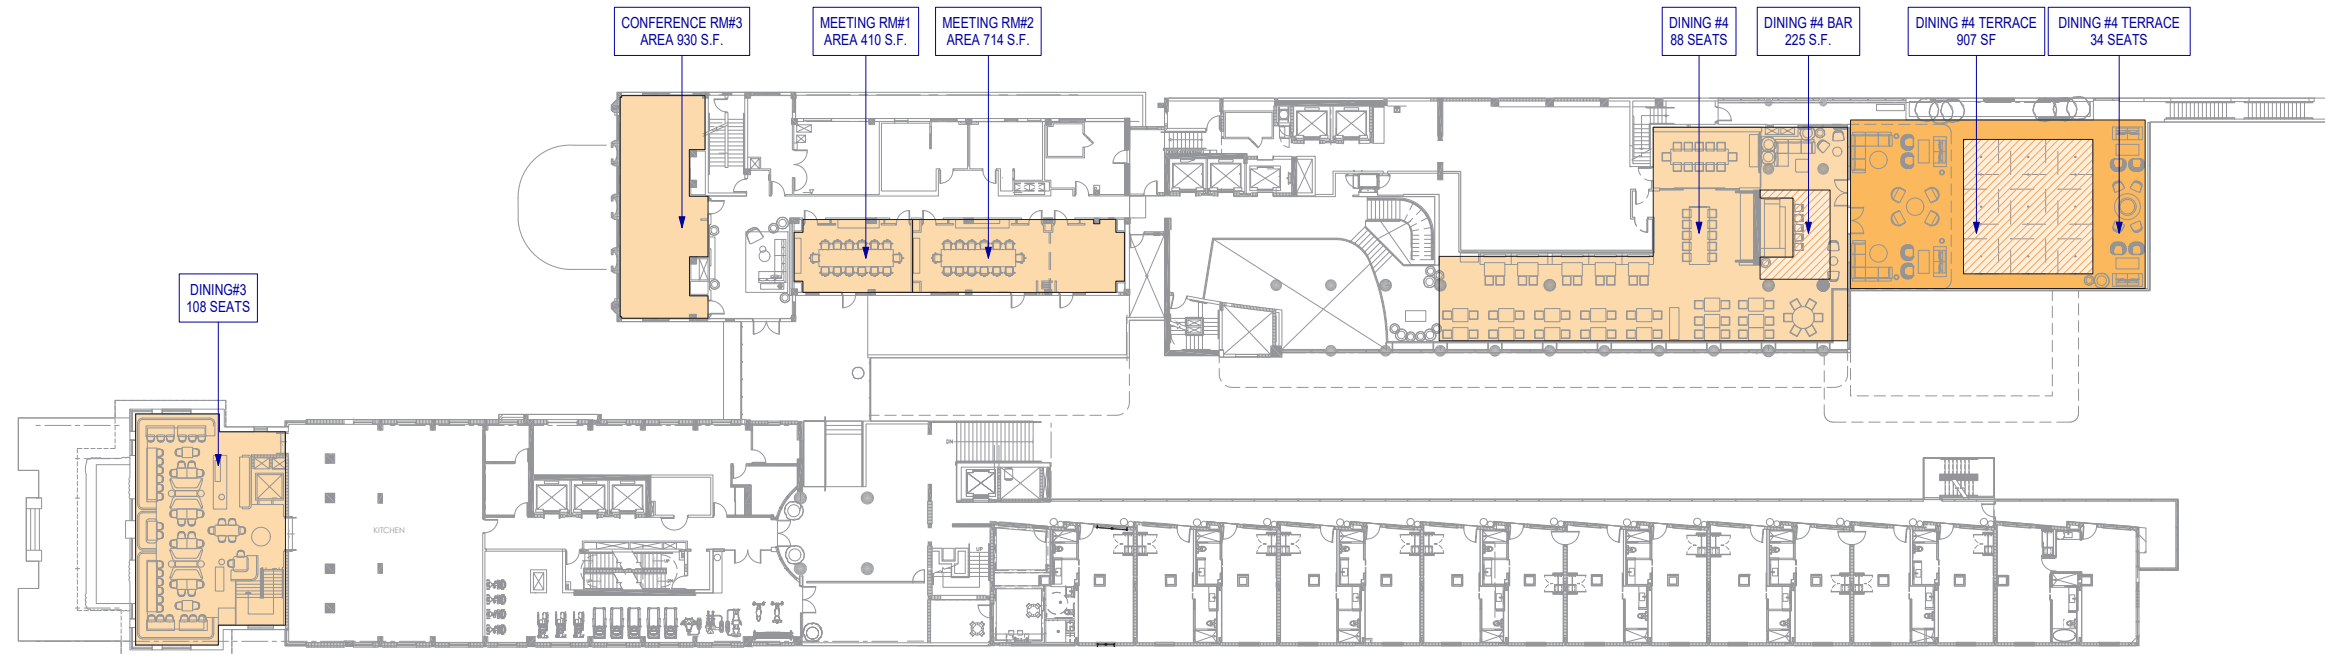 CONFERENCE RM#3
AREA 930 S.F.
MEETING RM#1
AREA 410 S.F.
MEETING RM#2
AREA 714 S.F.
DINING #4
88 SEATS
DINING #4 BAR
225 S.F.
DINING #4 TERRACE
907 SF
DINING #4 TERRACE
34 SEATS
DINING#3
108 SEATS
DN
KITCHEN
UP